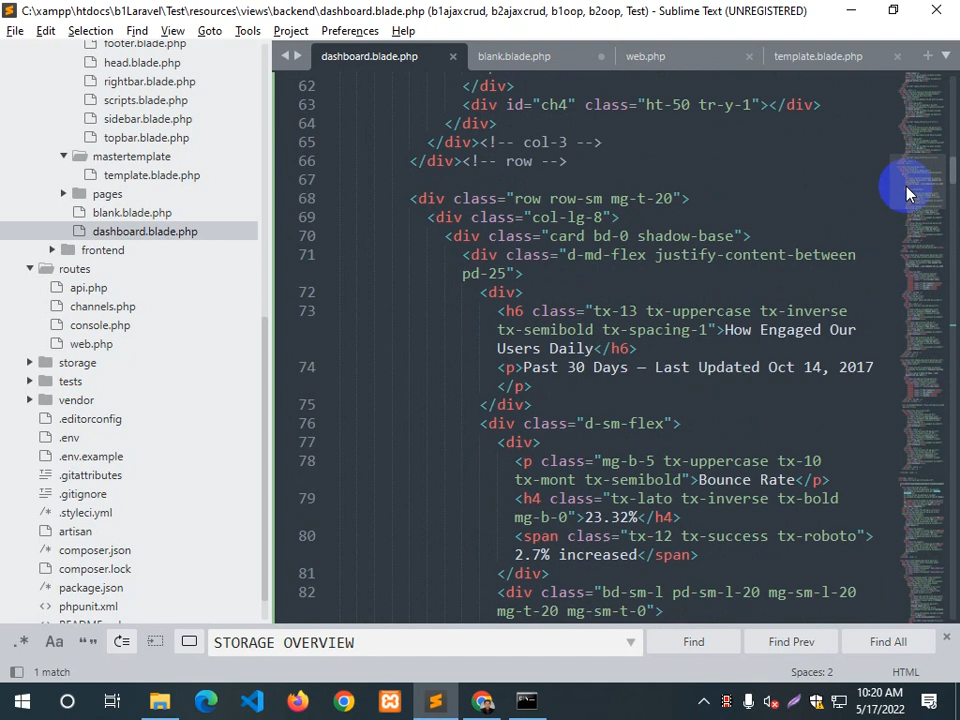 C:\xampp\htdocs\b1Laravel\Test\resources\views\backend\dashboard.blade.php (b1ajaxcrud, b2ajaxcrud, b1oop, b2oop, Test) - Sublime Text (UNREGISTERED)
File Edit Selection Find View Goto Tools Project Preferences Help
dashboard.blade.php blank.blade.php web.php template.blade.php
footer.blade.php
head.blade.php
rightbar.blade.php
scripts.blade.php
sidebar.blade.php
topbar.blade.php
mastertemplate
template.blade.php
pages
blank.blade.php
dashboard.blade.php
frontend
routes
api.php
channels.php
console.php
web.php
storage
tests
vendor
.editorconfig
.env
.env.example
.gitattributes
.gitignore
.styleci.yml
artisan
composer.json
composer.lock
package.json
phpunit.xml
62 </div>
63 <div id="ch4" class="ht-50 tr-y-1"></div>
64 </div>
65 </div><!-- col-3 -->
66 </div><!-- row -->
67
68 <div class="row row-sm mg-t-20">
69 <div class="col-lg-8">
70 <div class="card bd-0 shadow-base">
71 <div class="d-md-flex justify-content-between
pd-25">
72 <div>
73 <h6 class="tx-13 tx-uppercase tx-inverse
tx-semibold tx-spacing-1">How Engaged Our
Users Daily</h6>
74 <p>Past 30 Days — Last Updated Oct 14, 2017
</p>
75 </div>
76 <div class="d-sm-flex">
77 <div>
78 <p class="mg-b-5 tx-uppercase tx-10
tx-mont tx-semibold">Bounce Rate</p>
79 <h4 class="tx-lato tx-inverse tx-bold
mg-b-0">23.32%</h4>
80 <span class="tx-12 tx-success tx-roboto">
2.7% increased</span>
81 </div>
82 <div class="bd-sm-l pd-sm-l-20 mg-sm-l-20
mg-t-20 mg-sm-t-0">
.* Aa STORAGE OVERVIEW Find Find Prev Find All
1 match Spaces: 2 HTML
10:20 AM
5/17/2022